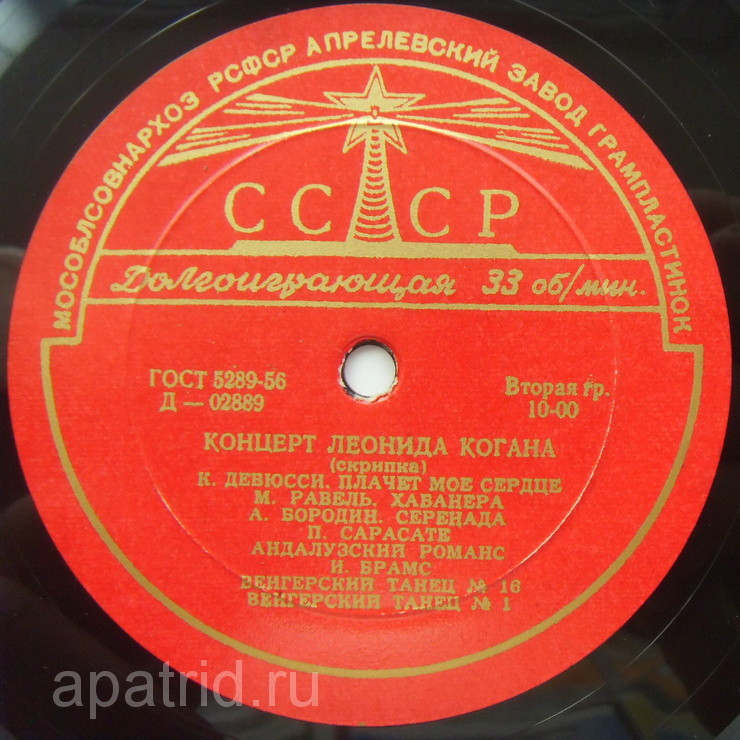 МОСОБЛСОВНАРХОЗ РСФСР АПРЕЛЕВСКИЙ ЗАВОД ГРАМПЛАСТИНОК
СССР
Долгоиграющая 33 об/мин.
ГОСТ 5289-56
Д — 02889
Вторая гр.
10-00
КОНЦЕРТ ЛЕОНИДА КОГАНА
(скрипка)
К. ДЕБЮССИ. ПЛАЧЕТ МОЕ СЕРДЦЕ
М. РАВЕЛЬ. ХАБАНЕРА
А. БОРОДИН. СЕРЕНАДА
П. САРАСАТЕ
АНДАЛУЗСКИЙ РОМАНС
И. БРАМС
ВЕНГЕРСКИЙ ТАНЕЦ № 16
ВЕНГЕРСКИЙ ТАНЕЦ № 1
apatrid.ru